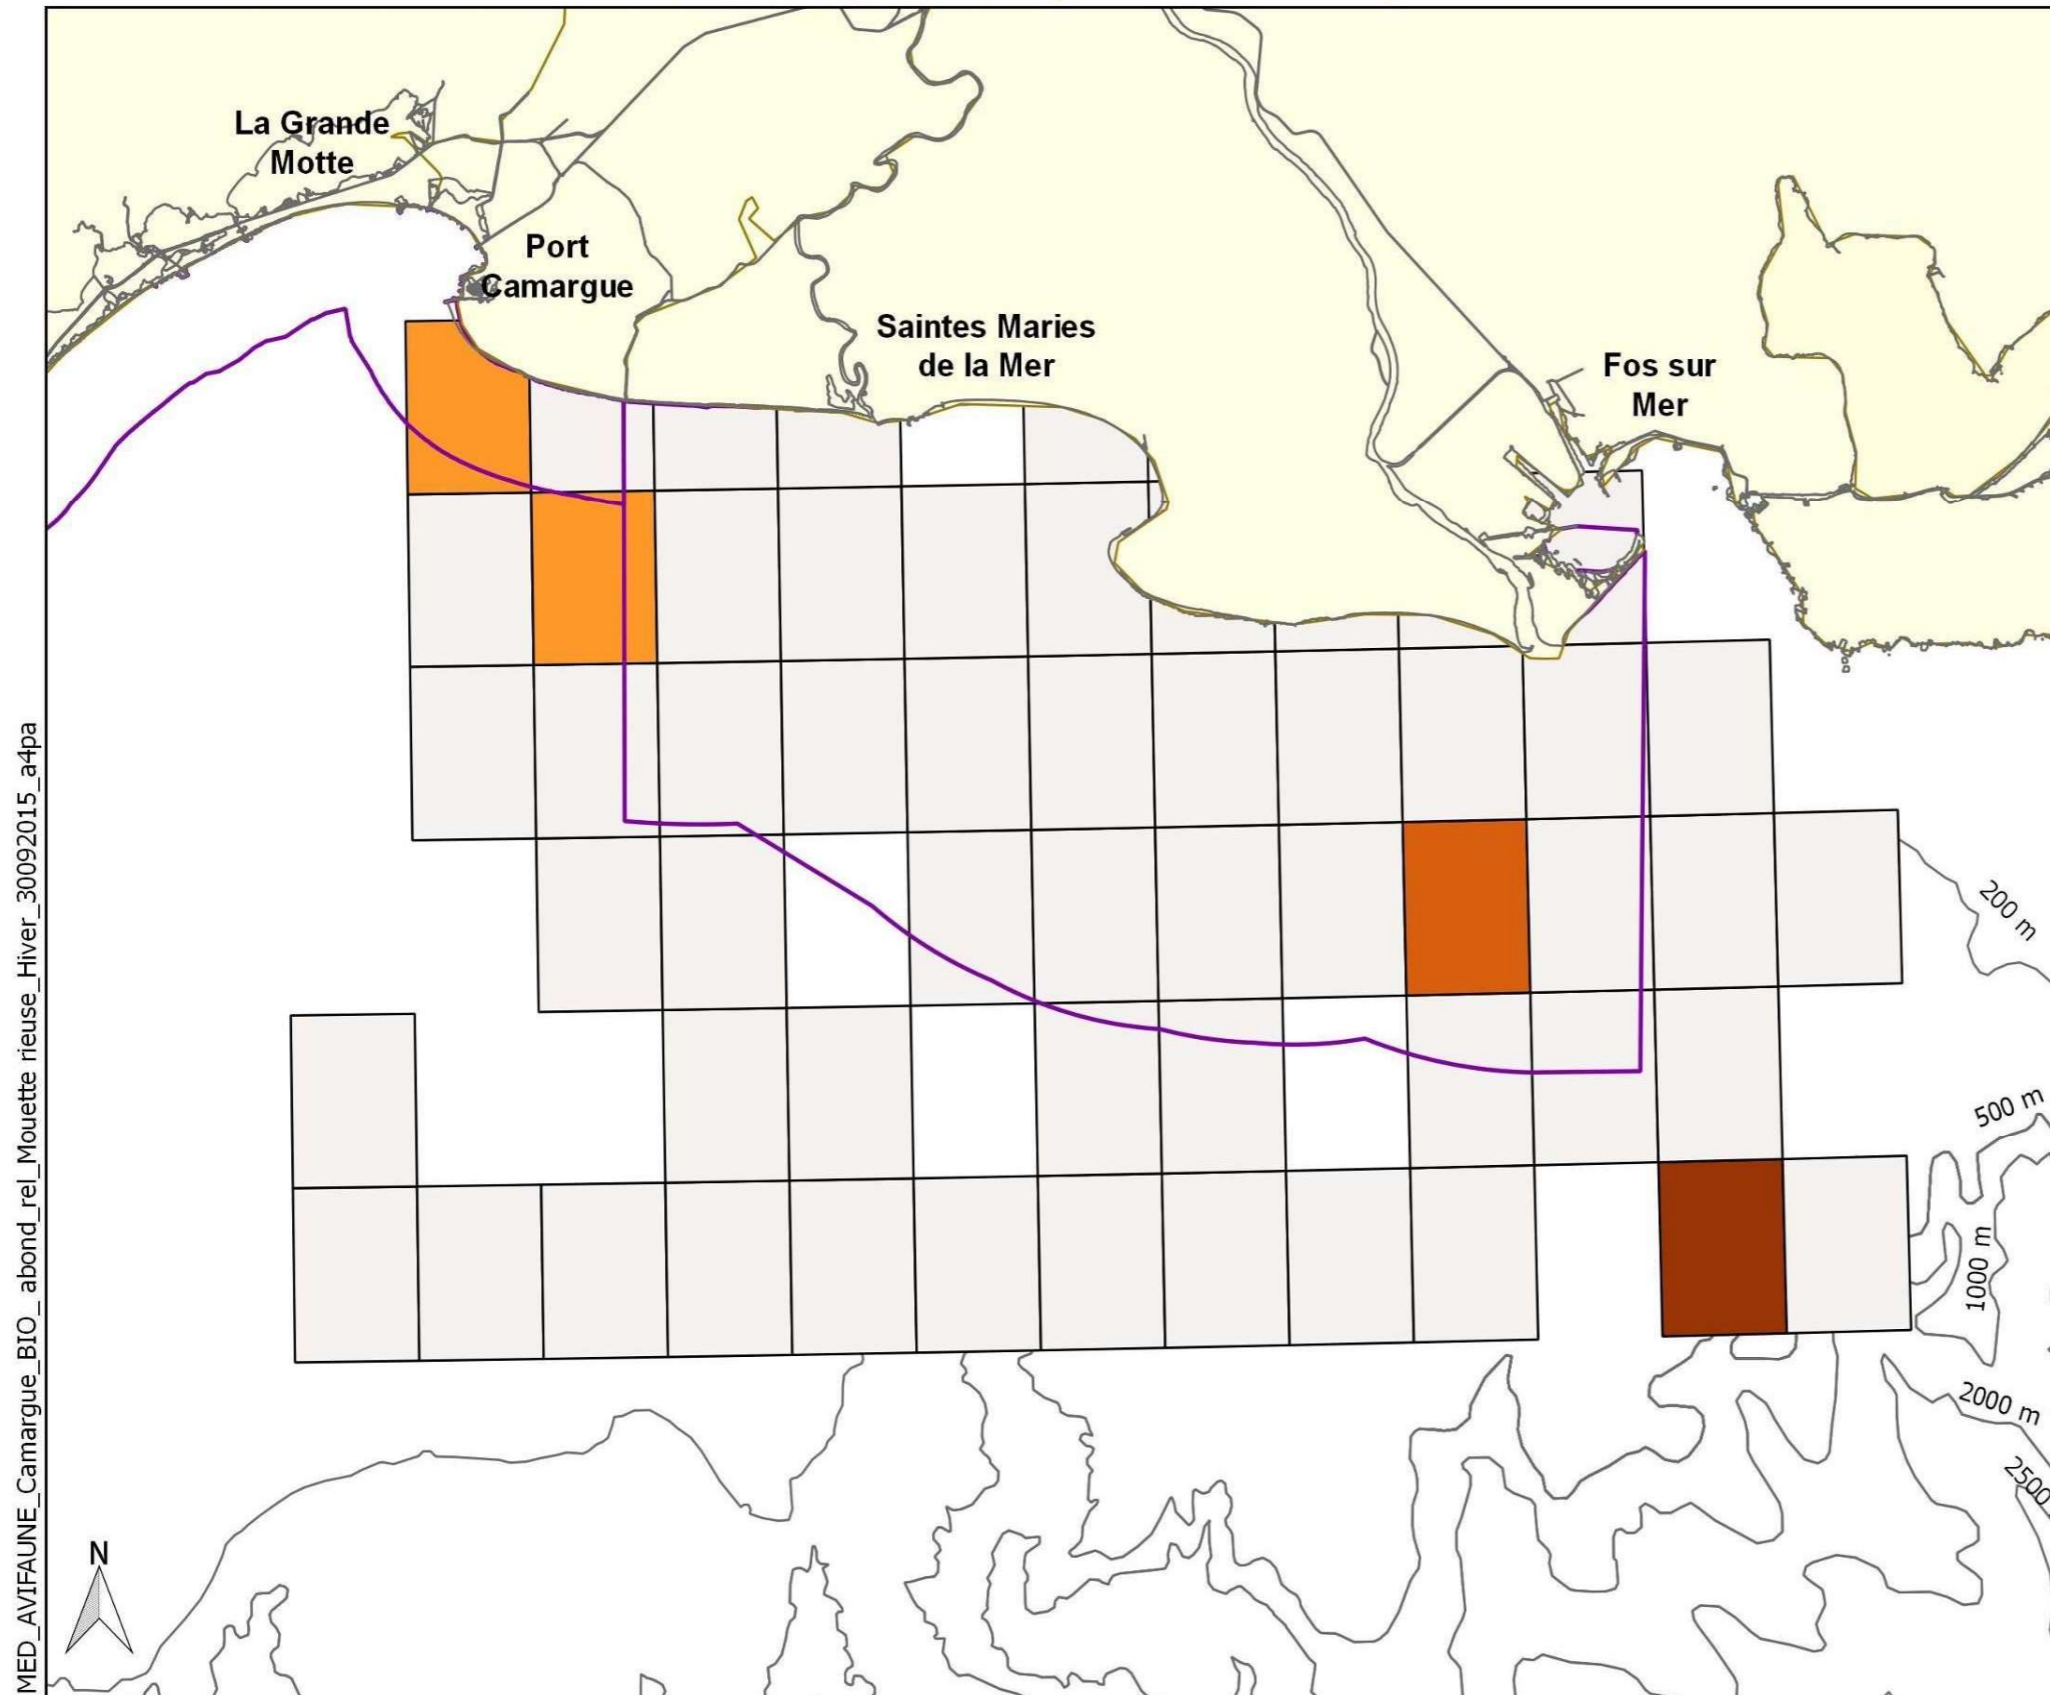 La Grande
Motte
Port
Camargue
Saintes Maries
de la Mer
Fos sur
Mer
200 m
500 m
1000 m
2000 m
2500
N
MED_AVIFAUNE_Camargue_BIO_ abond_rel_Mouette rieuse_Hiver_30092015_a4pa